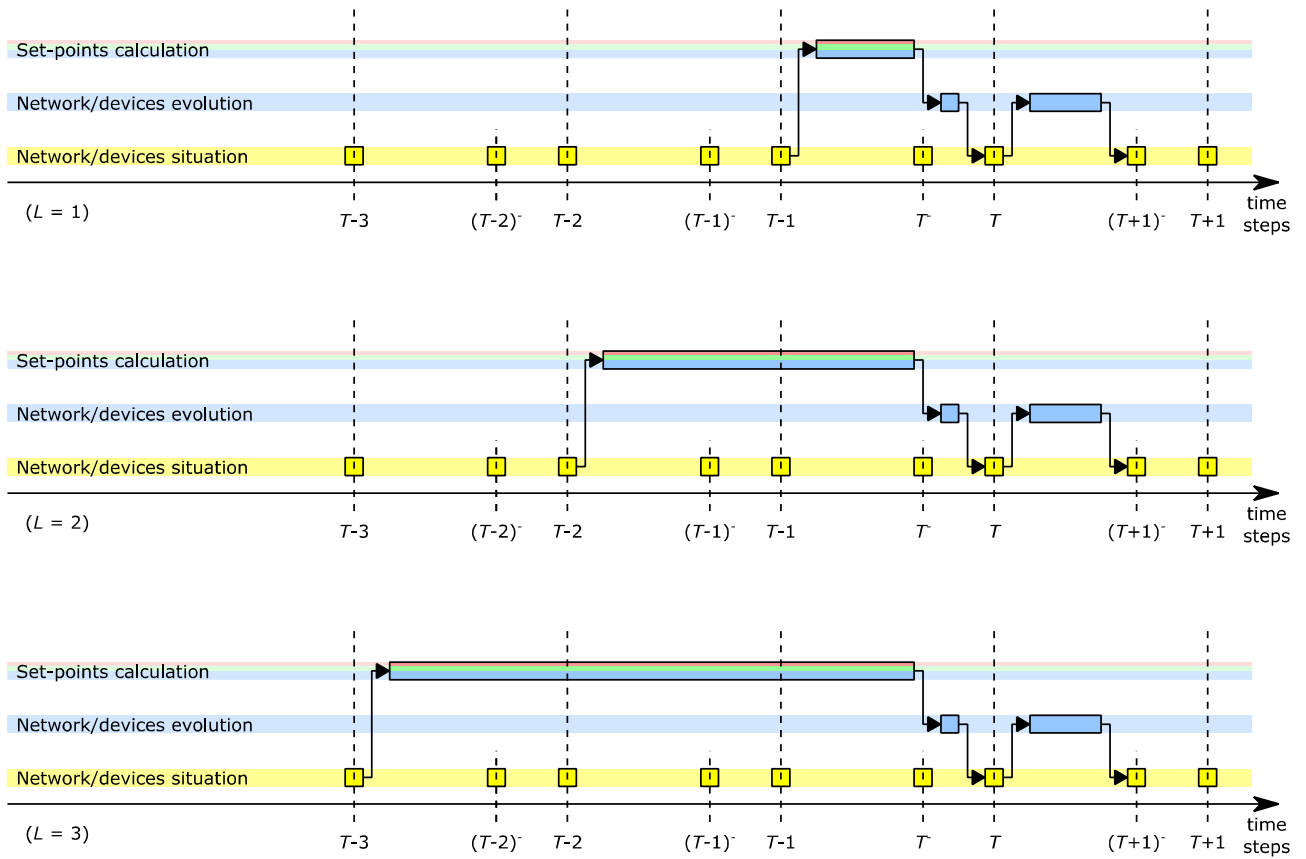 Set-points calculation
Network/devices evolution
Network/devices situation
(L = 1)
T-3 (T-2)⁻ T-2 (T-1)⁻ T-1 T⁻ T (T+1)⁻ T+1
time
steps
Set-points calculation
Network/devices evolution
Network/devices situation
(L = 2)
T-3 (T-2)⁻ T-2 (T-1)⁻ T-1 T⁻ T (T+1)⁻ T+1
time
steps
Set-points calculation
Network/devices evolution
Network/devices situation
(L = 3)
T-3 (T-2)⁻ T-2 (T-1)⁻ T-1 T⁻ T (T+1)⁻ T+1
time
steps